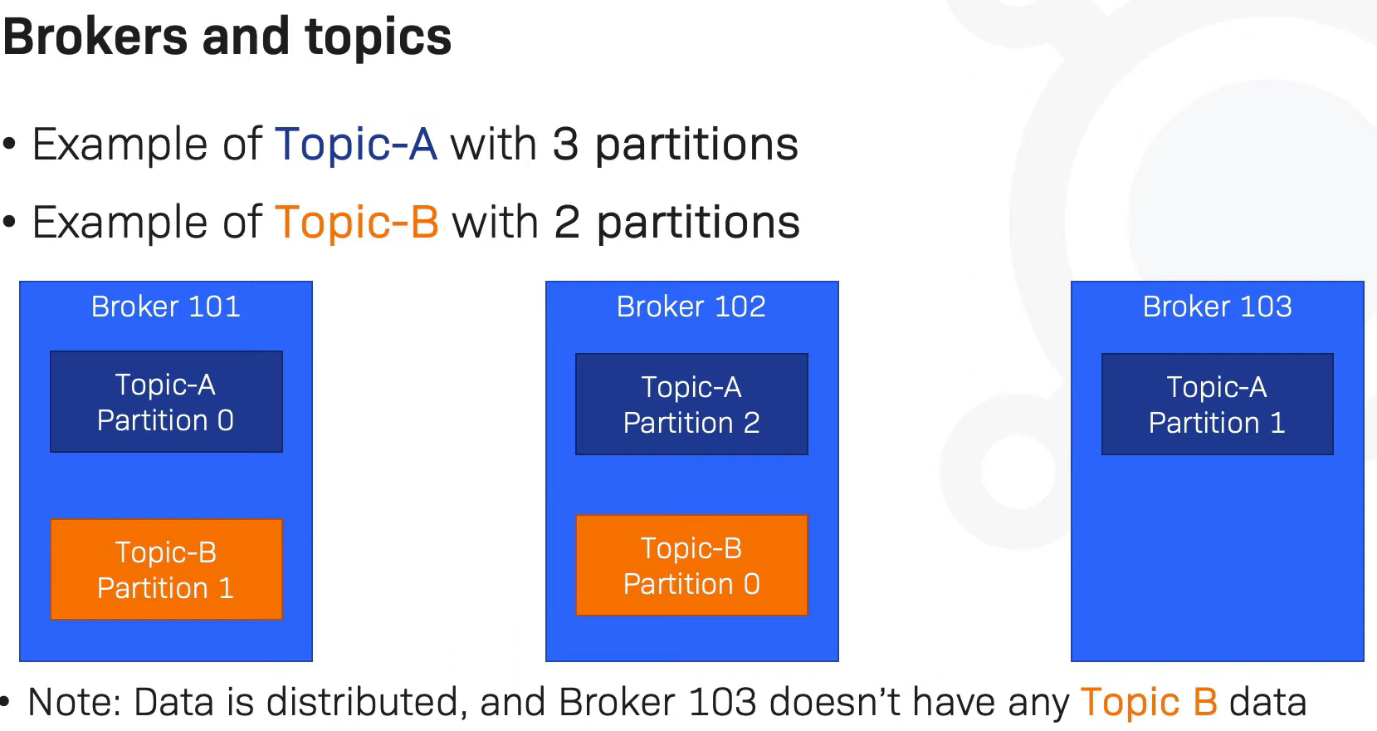 Brokers and topics
• Example of Topic-A with 3 partitions
• Example of Topic-B with 2 partitions
Broker 101
Topic-A
Partition 0
Topic-B
Partition 1
Broker 102
Topic-A
Partition 2
Topic-B
Partition 0
Broker 103
Topic-A
Partition 1
• Note: Data is distributed, and Broker 103 doesn’t have any Topic B data